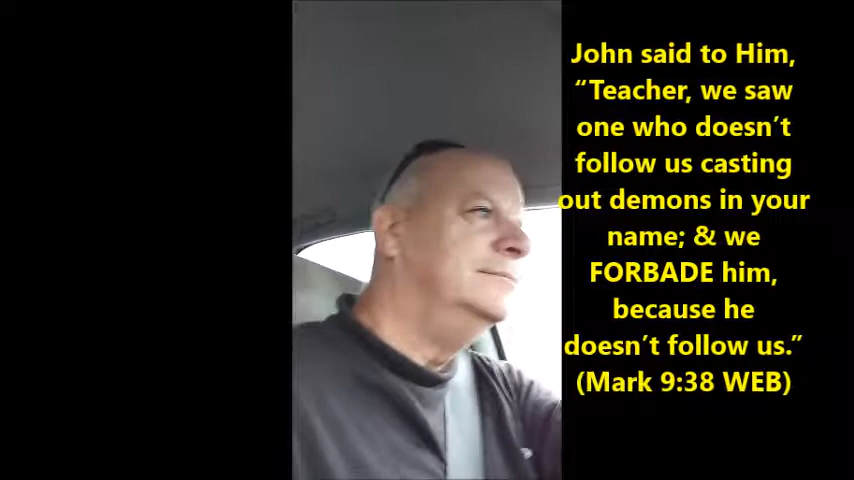 John said to Him,
“Teacher, we saw
one who doesn’t
follow us casting
out demons in your
name; & we
FORBADE him,
because he
doesn’t follow us.”
(Mark 9:38 WEB)